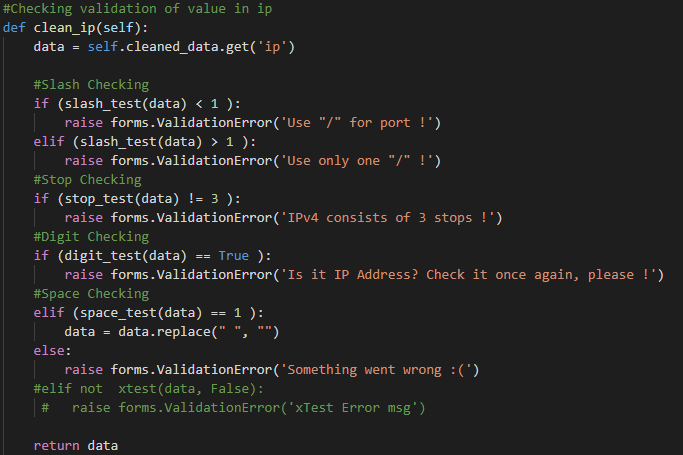 #Checking validation of value in ip
def clean_ip(self):
    data = self.cleaned_data.get('ip')

    #Slash Checking
    if (slash_test(data) < 1 ):
        raise forms.ValidationError('Use "/" for port !')
    elif (slash_test(data) > 1 ):
        raise forms.ValidationError('Use only one "/" !')
    #Stop Checking
    if (stop_test(data) != 3 ):
        raise forms.ValidationError('IPv4 consists of 3 stops !')
    #Digit Checking
    if (digit_test(data) == True ):
        raise forms.ValidationError('Is it IP Address? Check it once again, please !')
    #Space Checking
    elif (space_test(data) == 1 ):
        data = data.replace(" ", "")
    else:
        raise forms.ValidationError('Something went wrong :(')
    #elif not  xtest(data, False):
     #   raise forms.ValidationError('xTest Error msg')

    return data